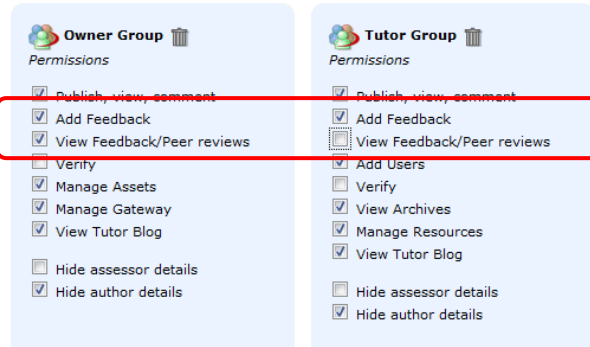 Owner Group
Permissions
Publish, view, comment
Add Feedback
View Feedback/Peer reviews
Verify
Manage Assets
Manage Gateway
View Tutor Blog
Hide assessor details
Hide author details
Tutor Group
Permissions
Publish, view, comment
Add Feedback
View Feedback/Peer reviews
Add Users
Verify
View Archives
Manage Resources
View Tutor Blog
Hide assessor details
Hide author details